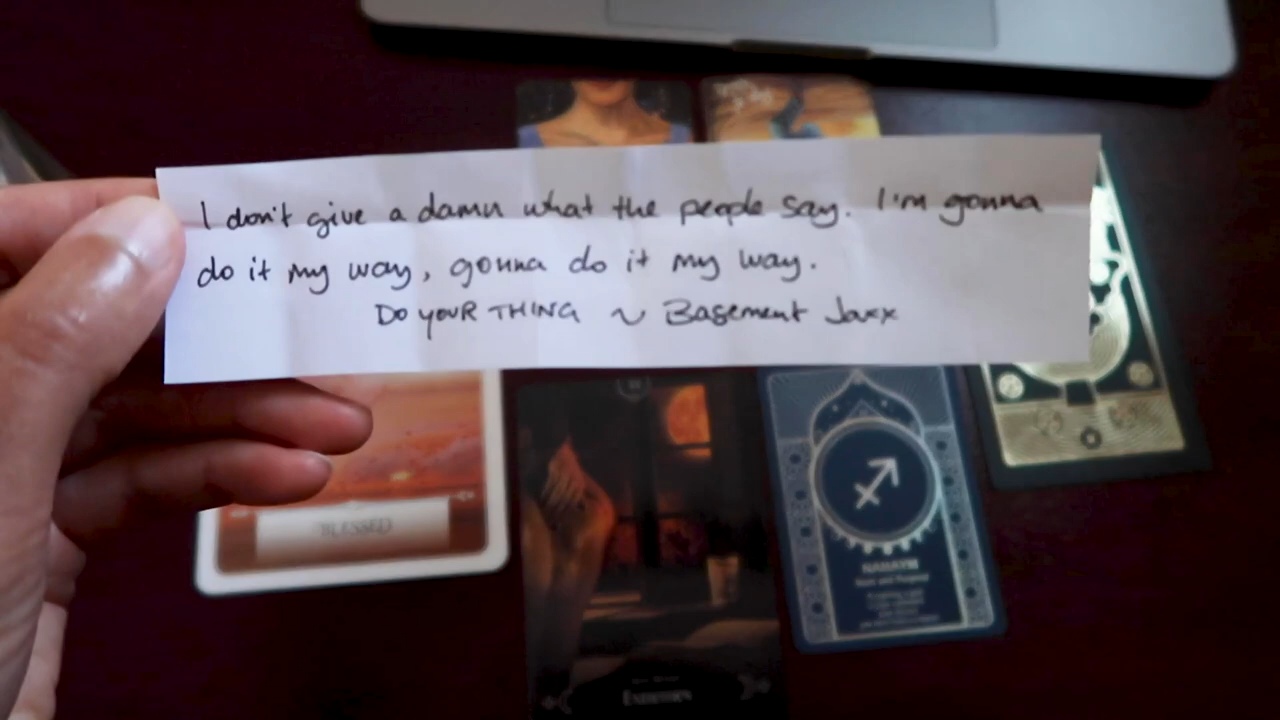 I don't give a damn what the people say. I'm gonna
do it my way, gonna do it my way.
DO YOUR THING ~ Basement Jaxx
BLESSED